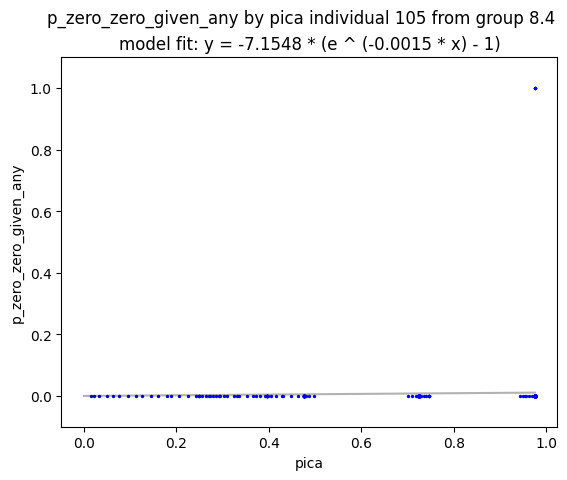 p_zero_zero_given_any by pica individual 105 from group 8.4
model fit: y = -7.1548 * (e ^ (-0.0015 * x) - 1)
1.0
0.8
0.6
0.4
0.2
0.0
p_zero_zero_given_any
0.0 0.2 0.4 0.6 0.8 1.0
pica